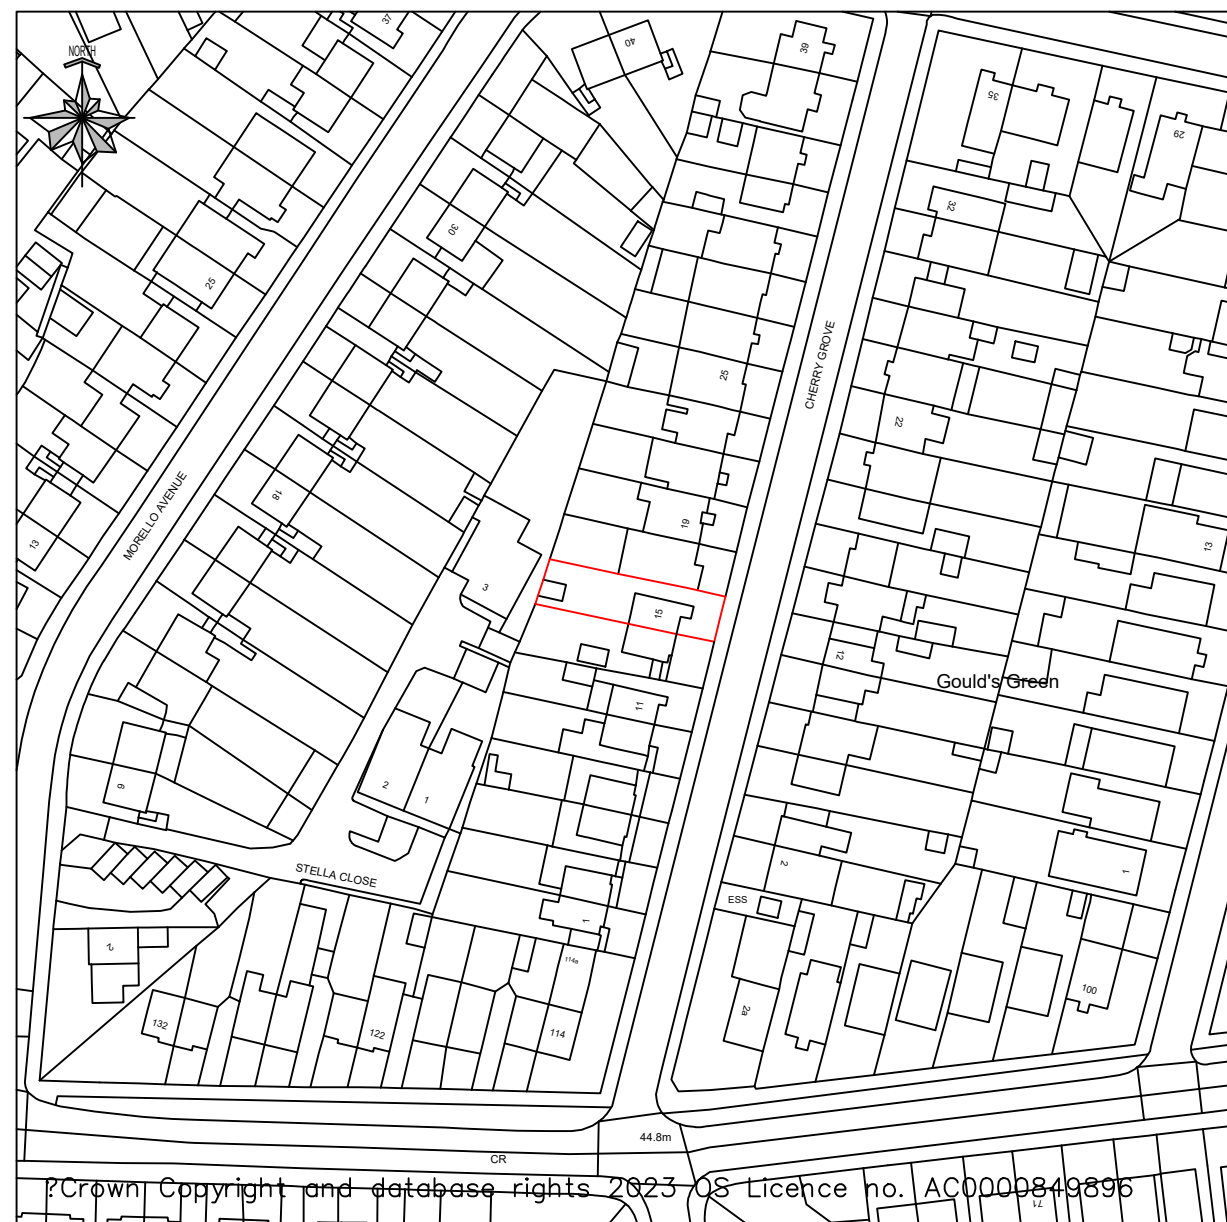 37
40
39
NORTH
35
29
32
30
25
CHERRY GROVE
25
22
MORELLO AVENUE
18
19
13
13
3
15
12
Gould's Green
11
9
2
1
STELLA CLOSE
2
1
ESS
1
2
114a
100
132
122
114
2a
44.8m
CR
?Crown Copyright and database rights 2023 OS Licence no. AC0000849896
71